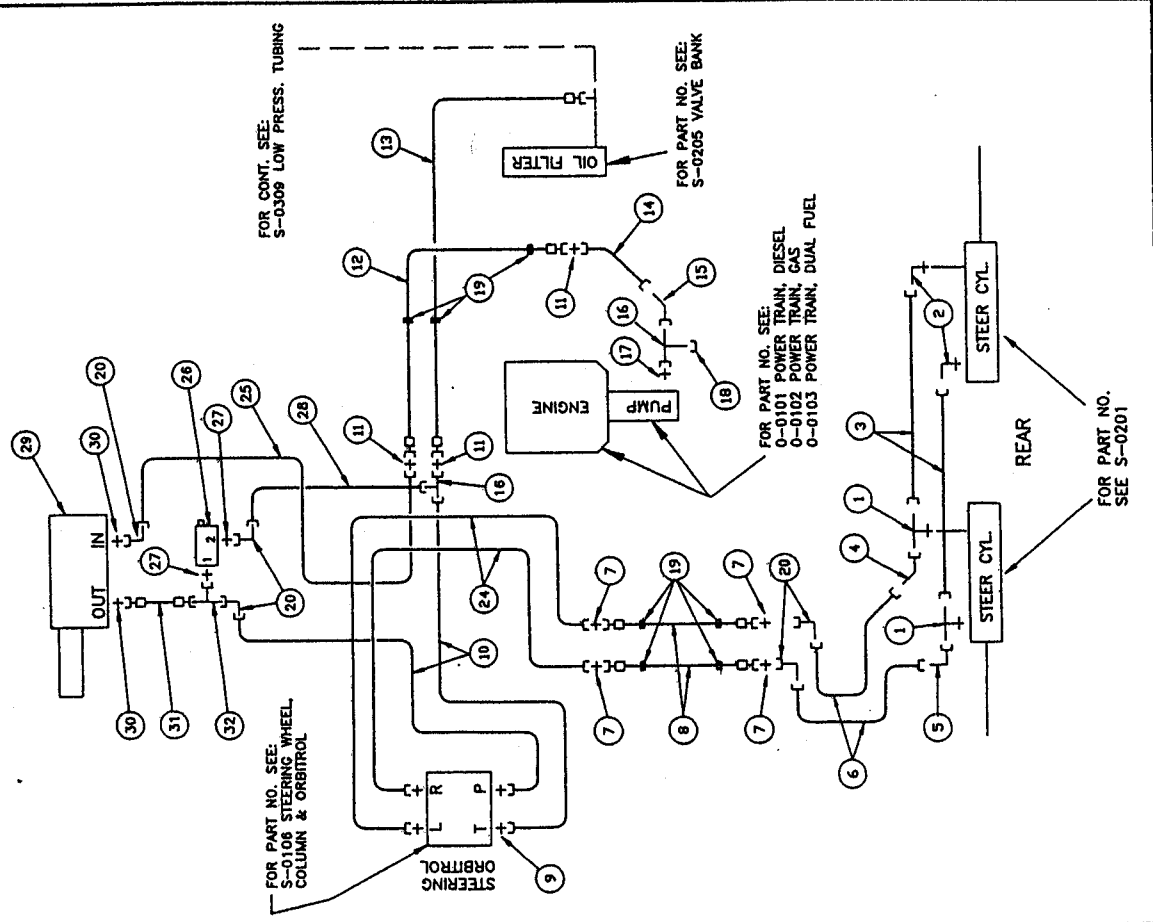 FOR CONT. SEE:
S-0309 LOW PRESS. TUBING
13
OIL FILTER
FOR PART NO. SEE:
S-0205 VALVE BANK
12
19
11
14
15
16
17
18
ENGINE
PUMP
FOR PART NO. SEE:
O-0101 POWER TRAIN, DIESEL
O-0102 POWER TRAIN, GAS
O-0103 POWER TRAIN, DUAL FUEL
29
30
20
25
26
27
28
IN
OUT
1 2
27
20
30
31
32
11
11
16
24
10
FOR PART NO. SEE:
S-0106 STEERING WHEEL,
COLUMN & ORBITROL
STEERING
ORBITROL
L
R
T
P
9
7
19
7
20
7
8
7
6
5
4
1
1
3
2
STEER CYL.
STEER CYL.
REAR
FOR PART NO.
SEE S-0201